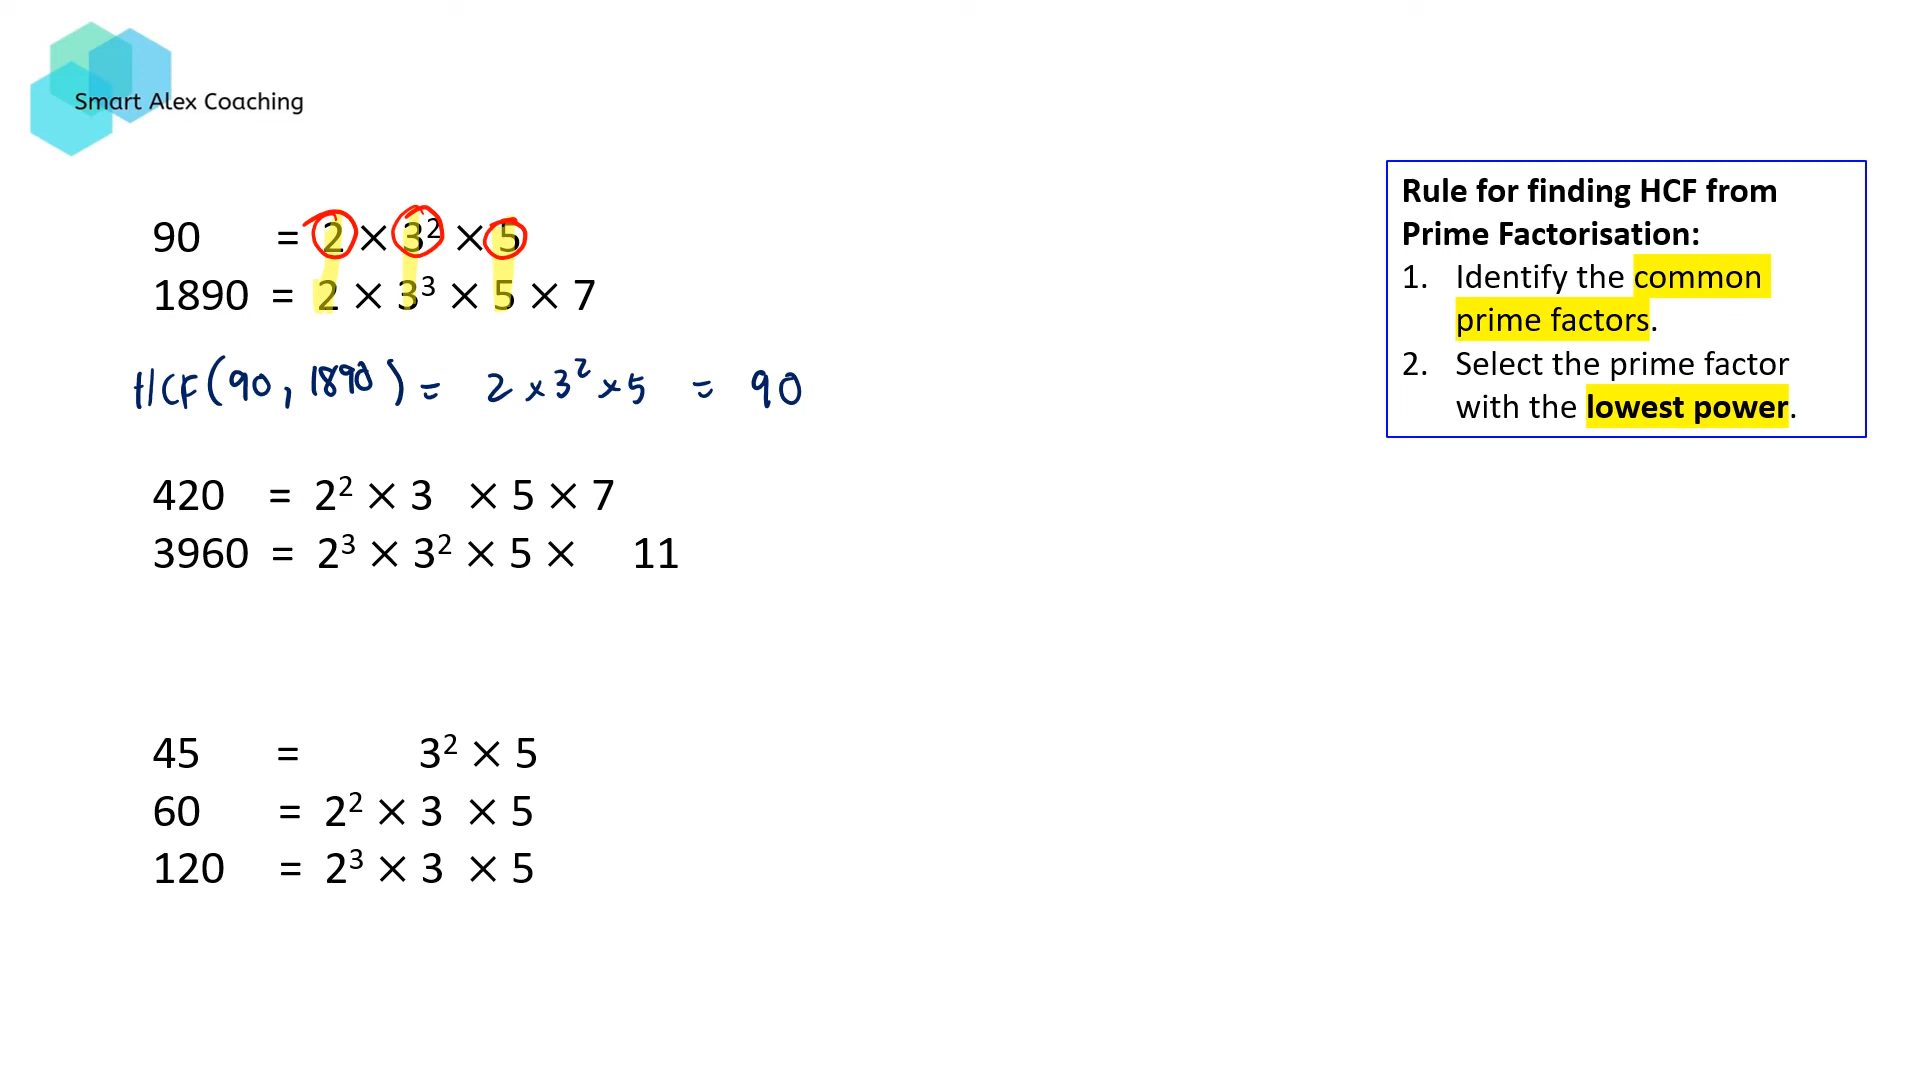 Smart Alex Coaching
90 = 2 × 3² × 5
1890 = 2 × 3³ × 5 × 7
HCF(90, 1890) = 2 × 3² × 5 = 90
420 = 2² × 3 × 5 × 7
3960 = 2³ × 3² × 5 × 11
45 = 3² × 5
60 = 2² × 3 × 5
120 = 2³ × 3 × 5
Rule for finding HCF from
Prime Factorisation:
1. Identify the common
prime factors.
2. Select the prime factor
with the lowest power.